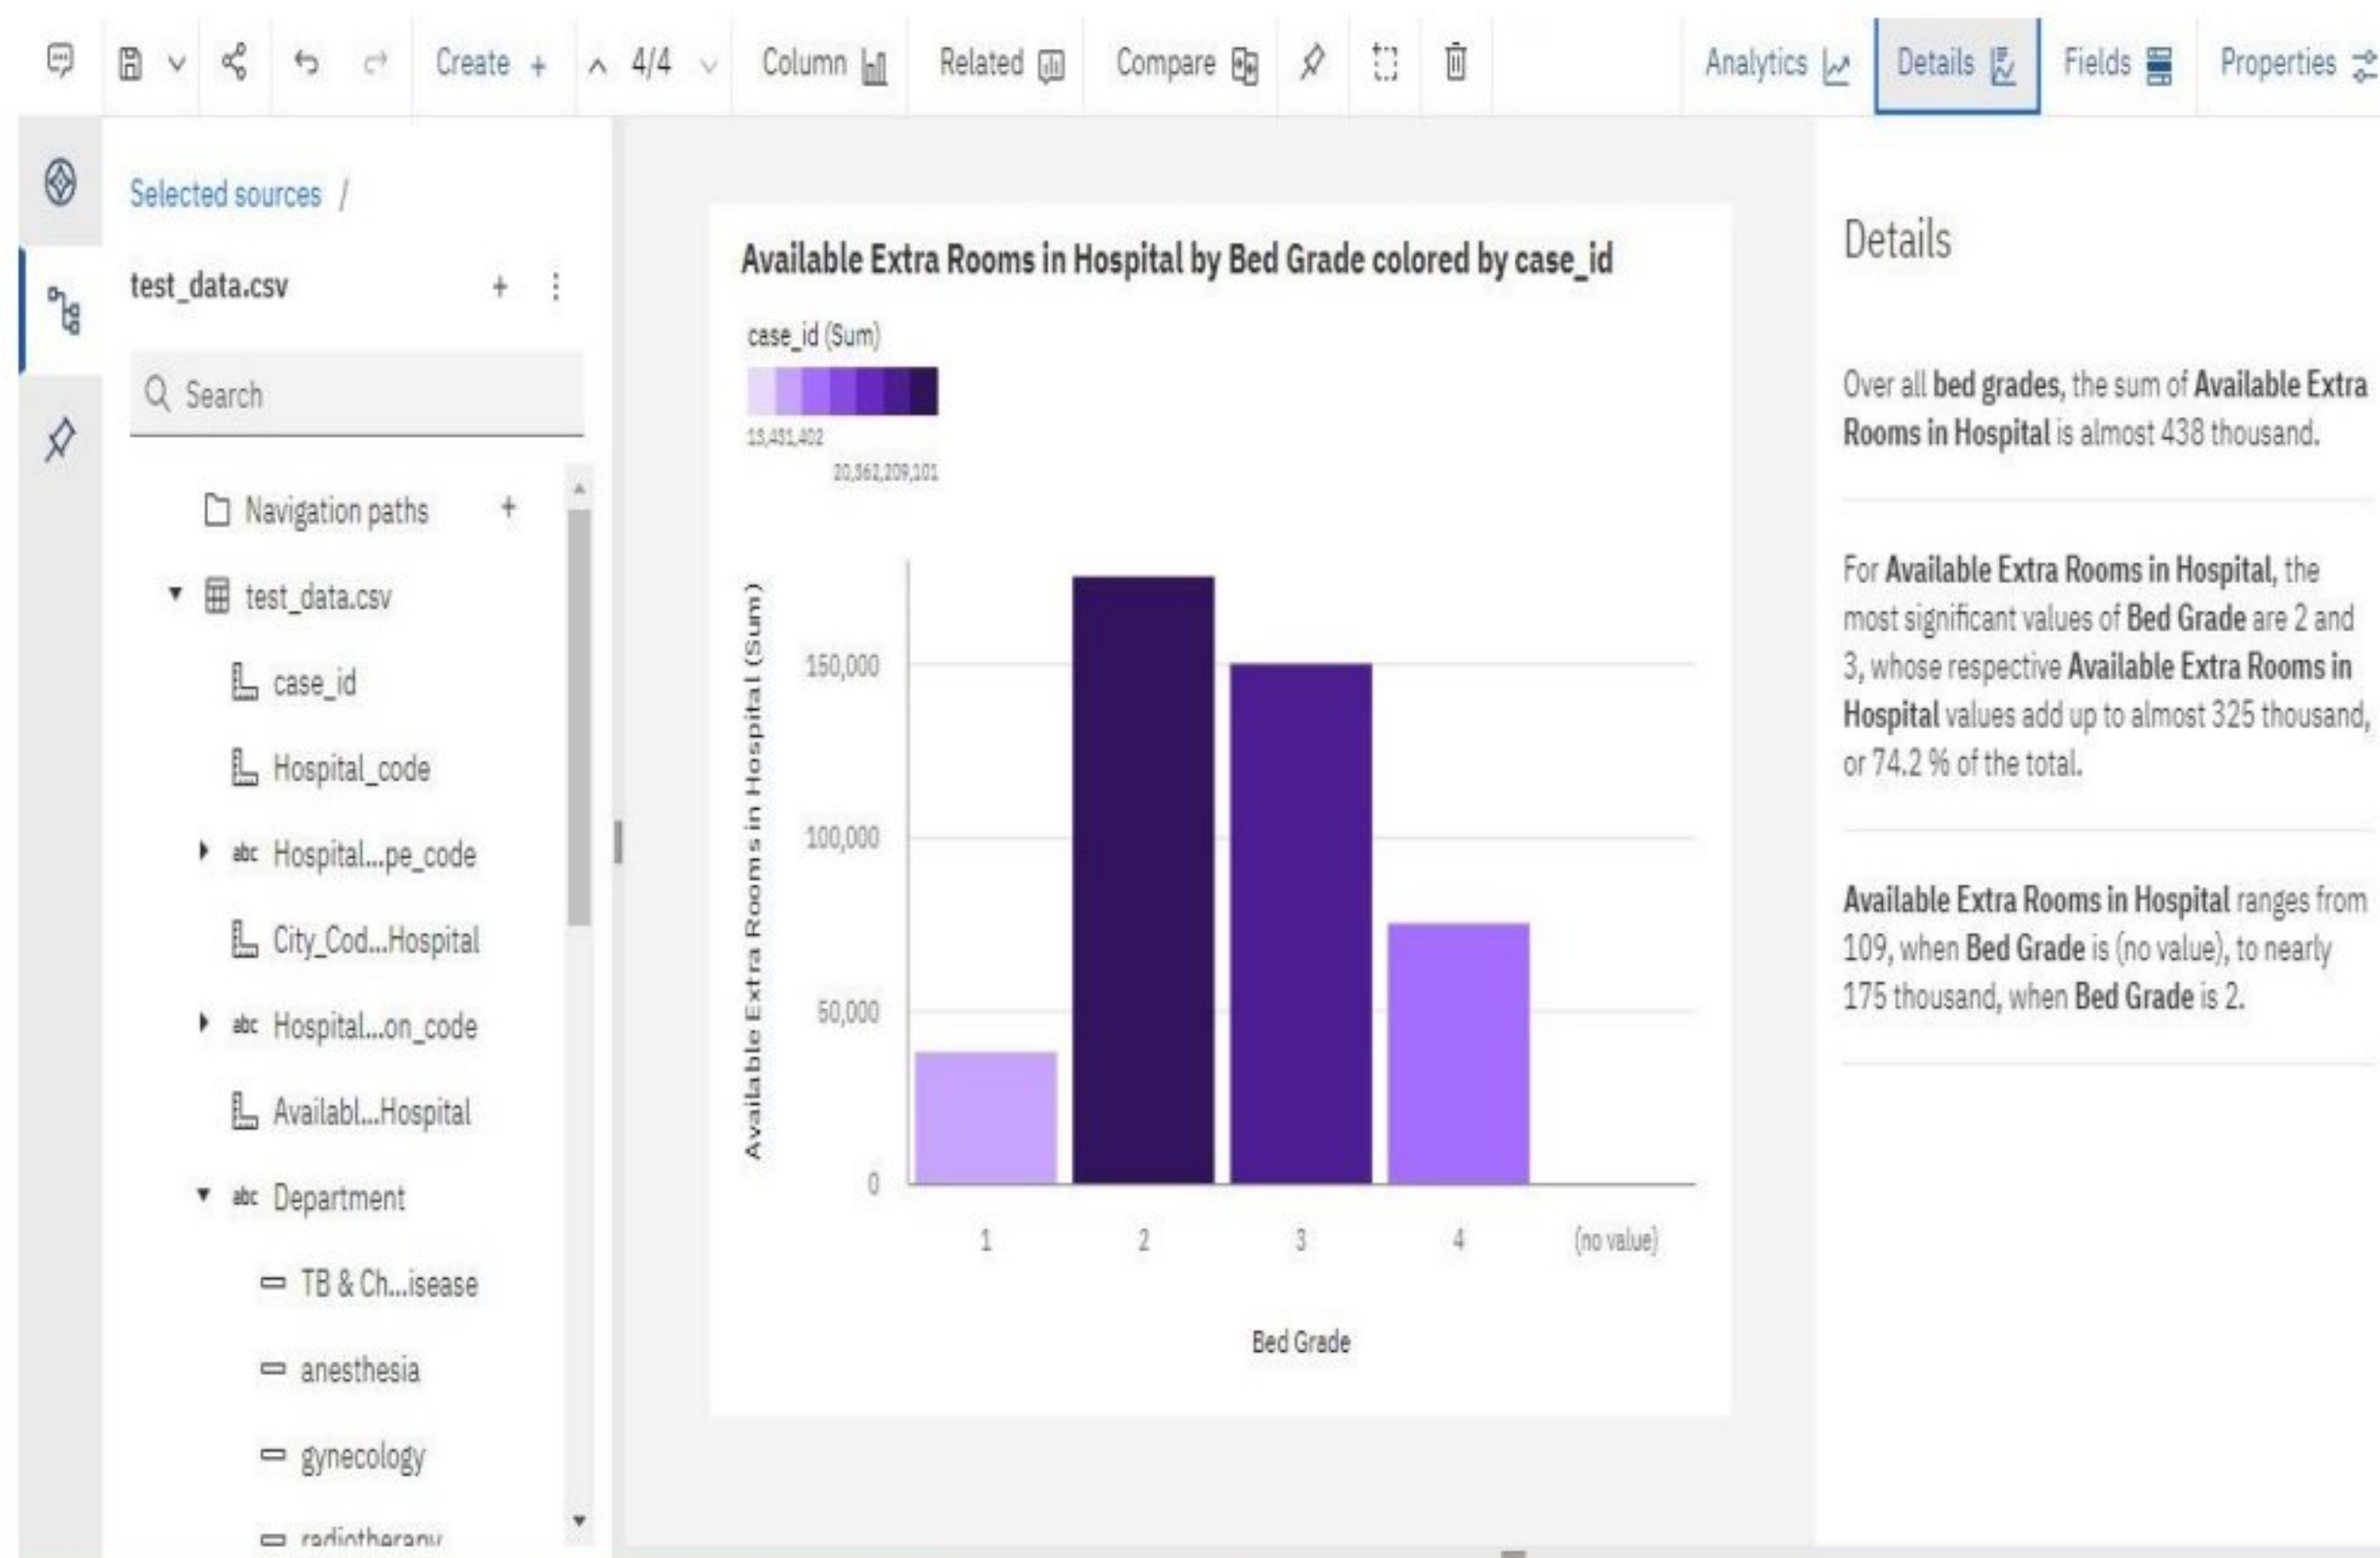 Create +
4/4
Column
Related
Compare
Analytics
Details
Fields
Properties
Selected sources /
test_data.csv
Search
Navigation paths
test_data.csv
case_id
Hospital_code
abc Hospital...pe_code
City_Cod...Hospital
abc Hospital...on_code
Availabl...Hospital
abc Department
TB & Ch...isease
anesthesia
gynecology
radiotherapy
Available Extra Rooms in Hospital by Bed Grade colored by case_id
case_id (Sum)
13,431,402
20,362,209,101
Available Extra Rooms in Hospital (Sum)
150,000
100,000
50,000
0
1
2
3
4
(no value)
Bed Grade
Details
Over all bed grades, the sum of Available Extra
Rooms in Hospital is almost 438 thousand.
For Available Extra Rooms in Hospital, the
most significant values of Bed Grade are 2 and
3, whose respective Available Extra Rooms in
Hospital values add up to almost 325 thousand,
or 74.2 % of the total.
Available Extra Rooms in Hospital ranges from
109, when Bed Grade is (no value), to nearly
175 thousand, when Bed Grade is 2.